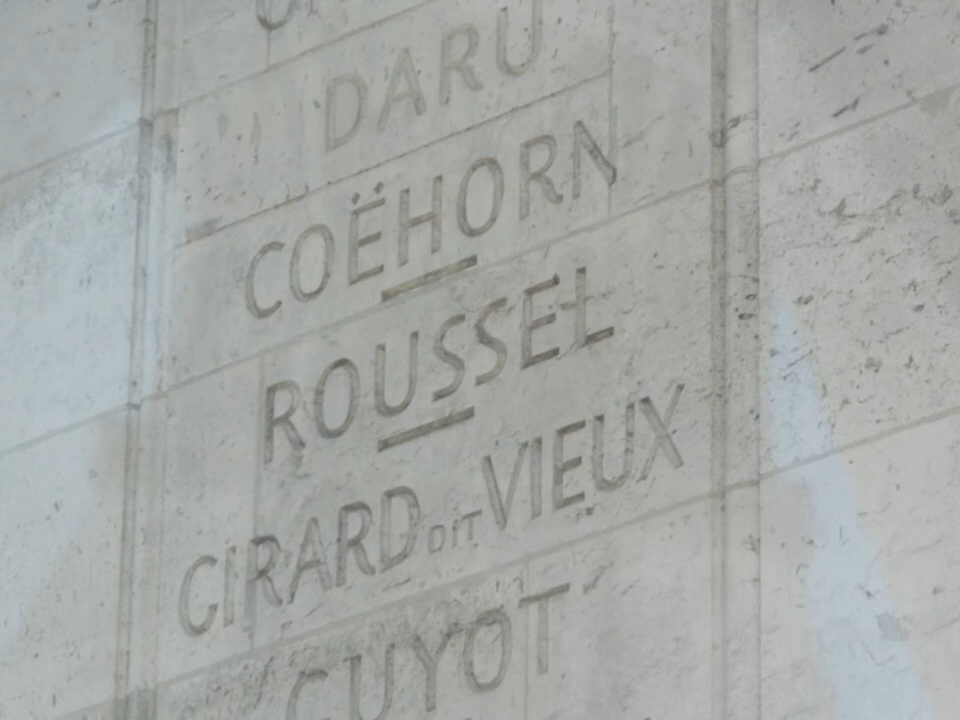 DARU
COËHORN
ROUSSEL
GIRARD DIT VIEUX
GUYOT